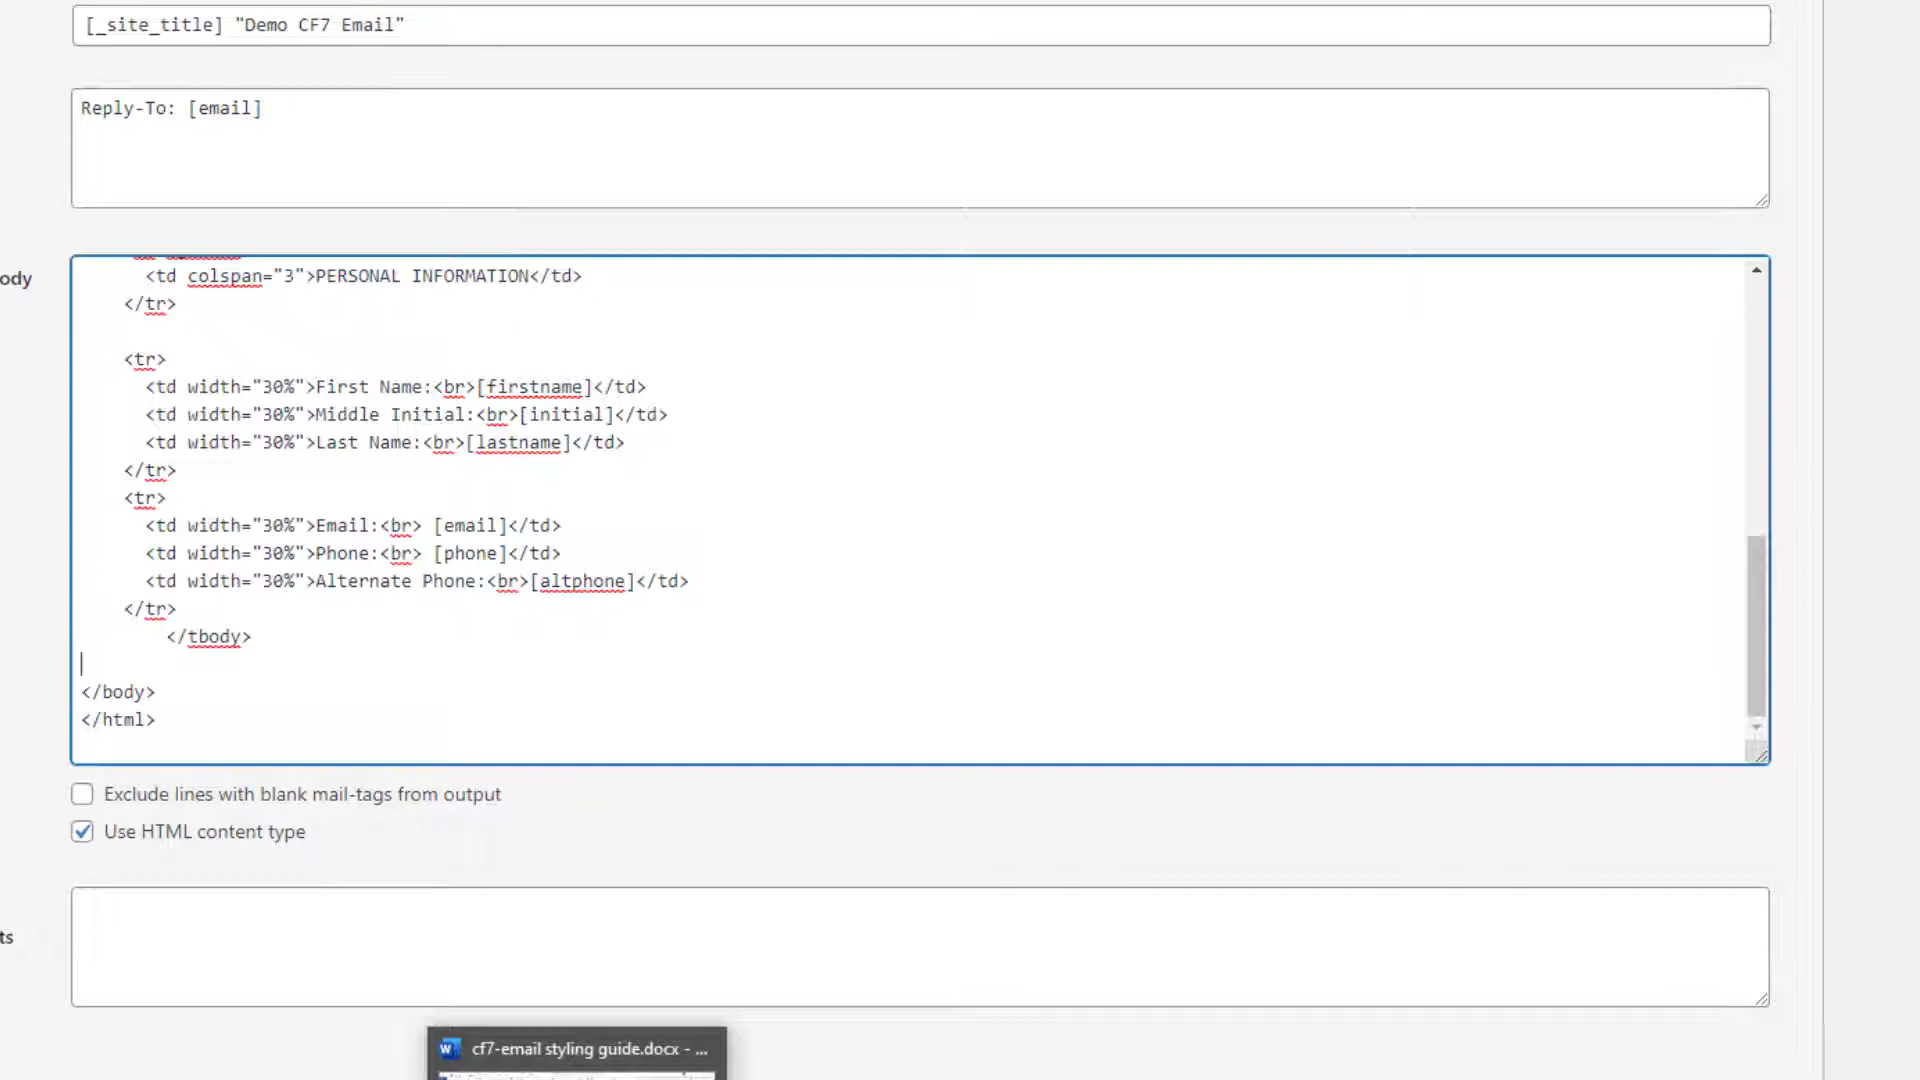 [_site_title] "Demo CF7 Email"
Reply-To: [email]
ody
<td colspan="3">PERSONAL INFORMATION</td>
</tr>
<tr>
<td width="30%">First Name:<br>[firstname]</td>
<td width="30%">Middle Initial:<br>[initial]</td>
<td width="30%">Last Name:<br>[lastname]</td>
</tr>
<tr>
<td width="30%">Email:<br> [email]</td>
<td width="30%">Phone:<br> [phone]</td>
<td width="30%">Alternate Phone:<br>[altphone]</td>
</tr>
</tbody>
</body>
</html>
Exclude lines with blank mail-tags from output
Use HTML content type
ts
cf7-email styling guide.docx - ...